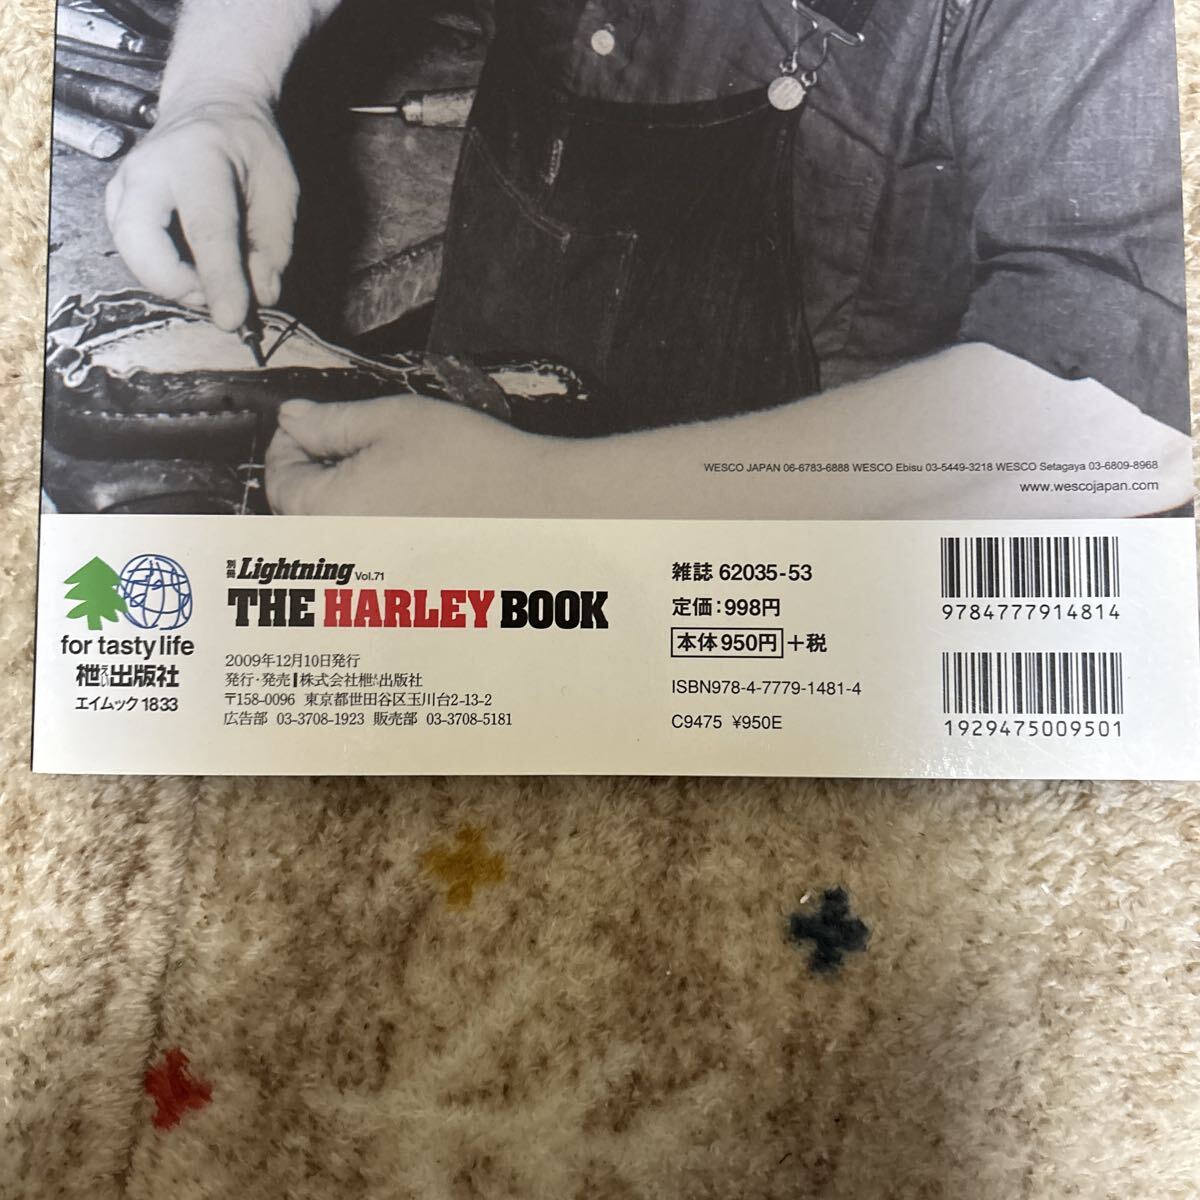 WESCO JAPAN 06-6783-6888 WESCO Ebisu 03-5449-3218 WESCO Setagaya 03-6809-8968
www.wescojapan.com
for tasty life
枻えい出版社
エイムック 1833
別冊 Lightning Vol.71
THE HARLEY BOOK
2009年12月10日発行
発行・発売 株式会社枻出版社
〒158-0096 東京都世田谷区玉川台2-13-2
広告部 03-3708-1923 販売部 03-3708-5181
雑誌 62035-53
定価:998円
本体950円+税
ISBN978-4-7779-1481-4
C9475 ¥950E
9784777914814
1929475009501